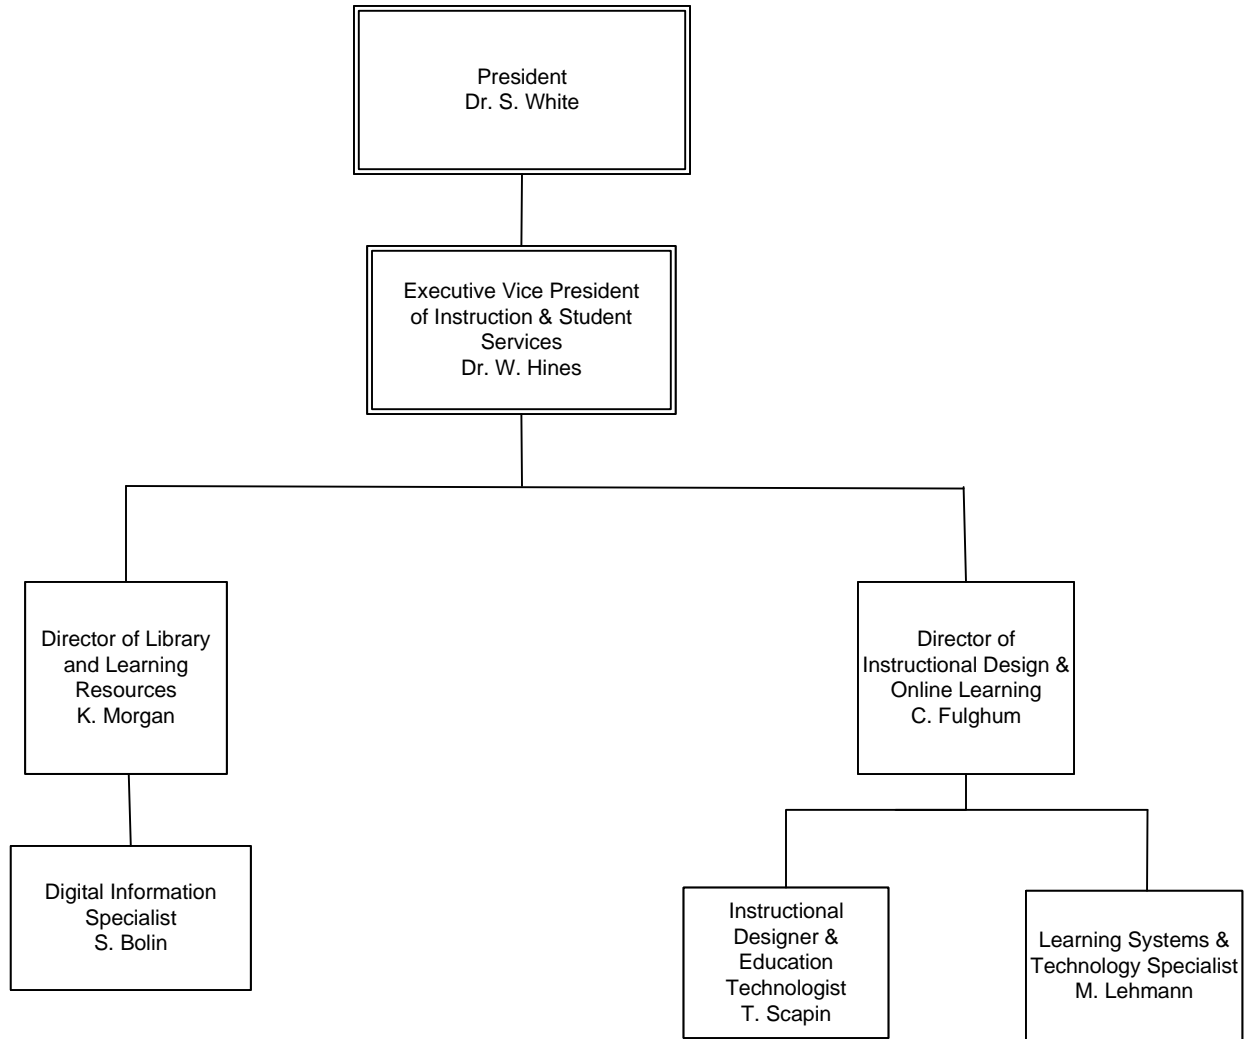 President
Dr. S. White
Executive Vice President
of Instruction & Student
Services
Dr. W. Hines
Director of Library
and Learning
Resources
K. Morgan
Director of
Instructional Design &
Online Learning
C. Fulghum
Digital Information
Specialist
S. Bolin
Instructional
Designer &
Education
Technologist
T. Scapin
Learning Systems &
Technology Specialist
M. Lehmann